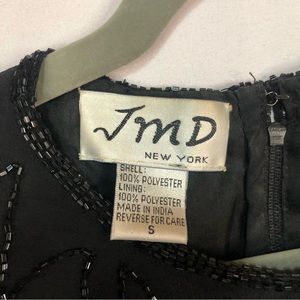 JMD
NEW YORK
SHELL:
100% POLYESTER
LINING:
100% POLYESTER
MADE IN INDIA
REVERSE FOR CARE
S